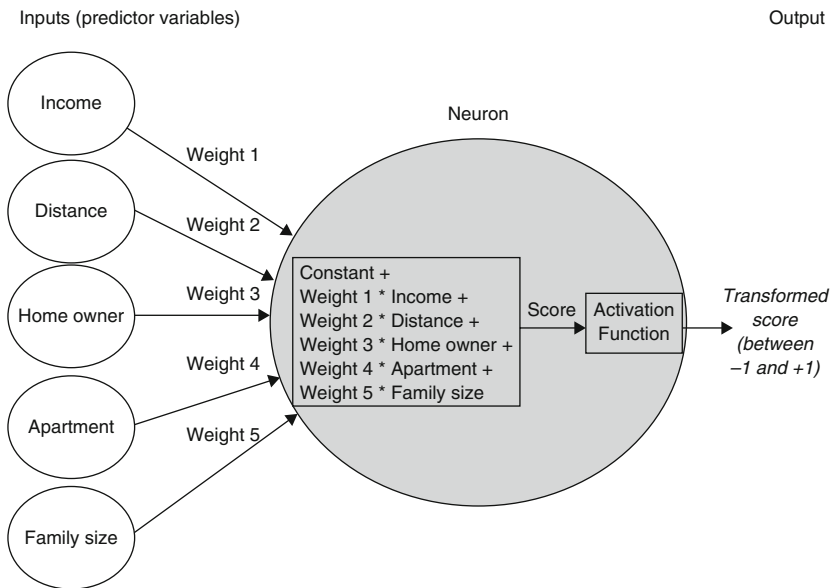 Inputs (predictor variables)
Output
Income
Neuron
Weight 1
Distance
Weight 2
Constant +
Weight 1 * Income +
Weight 2 * Distance +
Weight 3 * Home owner +
Weight 4 * Apartment +
Weight 5 * Family size
Home owner
Weight 3
Score
Activation
Function
Transformed
score
(between
–1 and +1)
Weight 4
Apartment
Weight 5
Family size